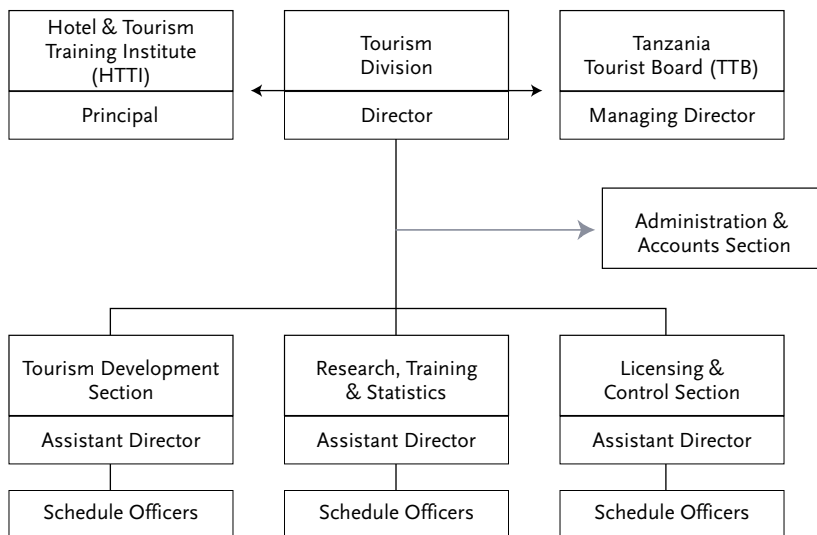 Hotel & Tourism
Training Institute
(HTTI)
Principal
Tourism
Division
Director
Tanzania
Tourist Board (TTB)
Managing Director
Administration &
Accounts Section
Tourism Development
Section
Assistant Director
Schedule Officers
Research, Training
& Statistics
Assistant Director
Schedule Officers
Licensing &
Control Section
Assistant Director
Schedule Officers